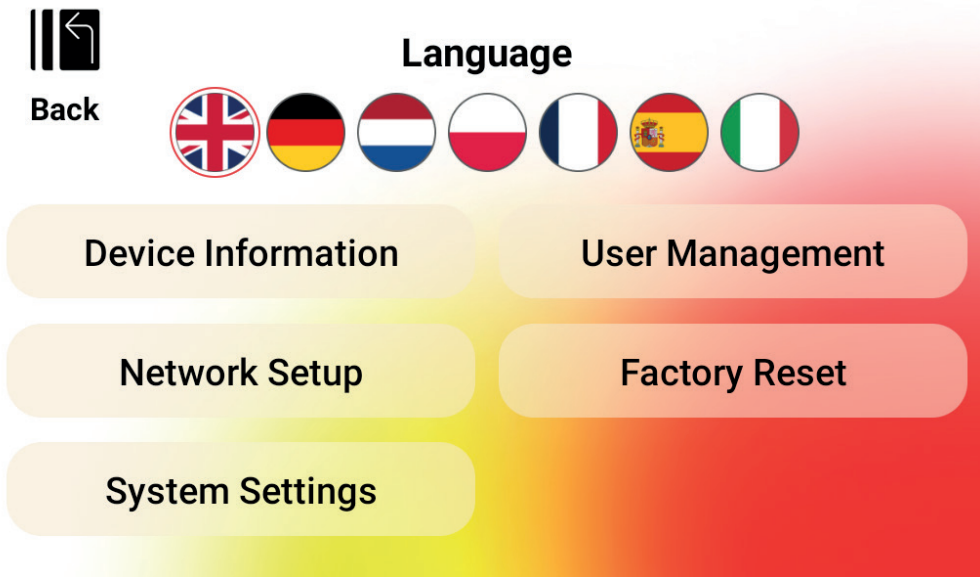 Language
Back
Device Information
User Management
Network Setup
Factory Reset
System Settings